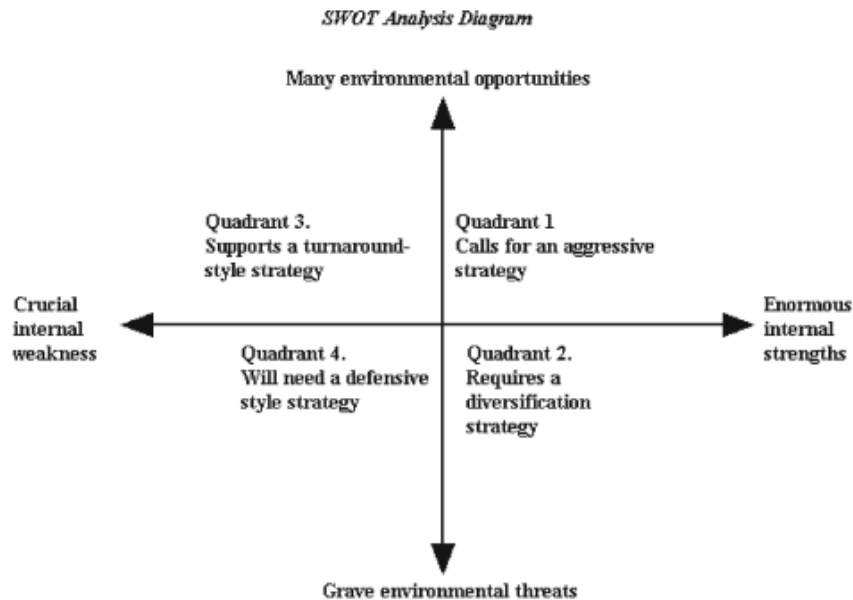 SWOT Analysis Diagram
Many environmental opportunities
Quadrant 3.
Supports a turnaround-
style strategy
Quadrant 1
Calls for an aggressive
strategy
Crucial
internal
weakness
Enormous
internal
strengths
Quadrant 4.
Will need a defensive
style strategy
Quadrant 2.
Requires a
diversification
strategy
Grave environmental threats